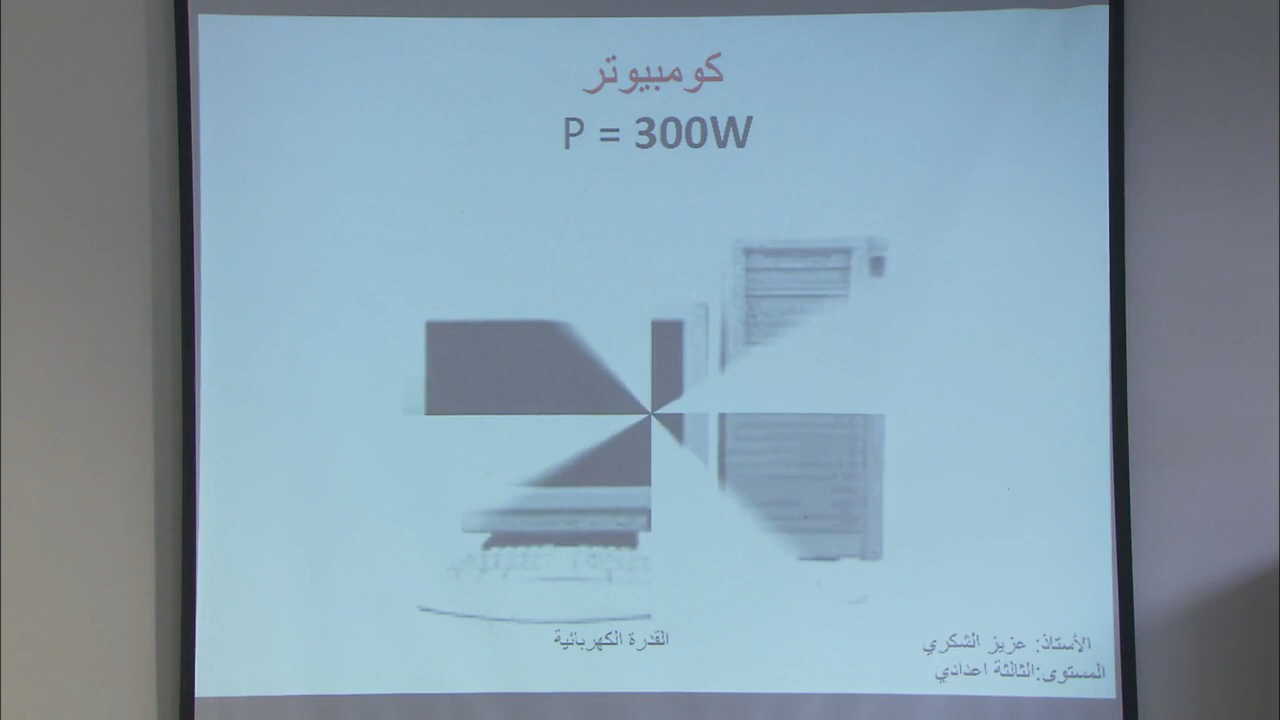 كومبيوتر
P = 300W
القدرة الكهربائية
الأستاذ: عزيز الشكري
المستوى:الثالثة اعدادي